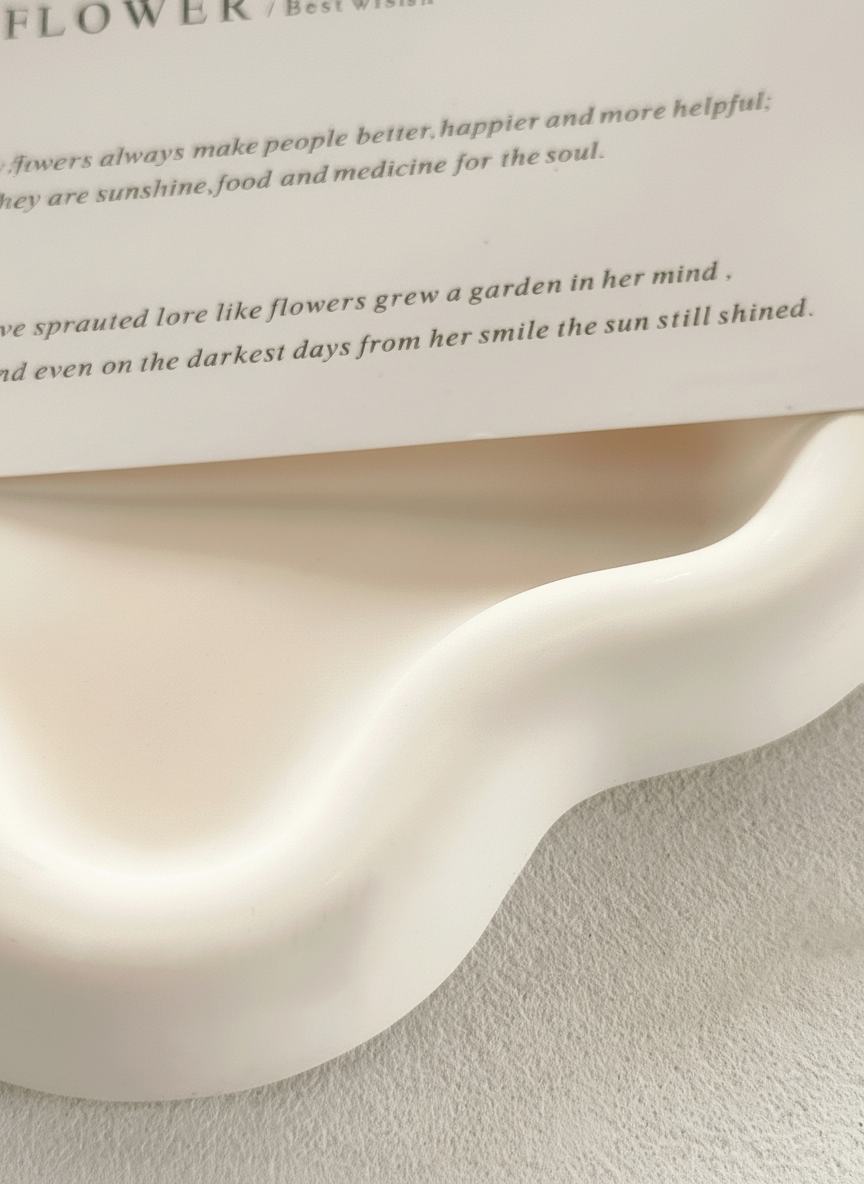 FLOWER / Best Wisish
flwers always make people better,happier and more helpful;
hey are sunshine,food and medicine for the soul.
ve sprauted lore like flowers grew a garden in her mind ,
nd even on the darkest days from her smile the sun still shined.